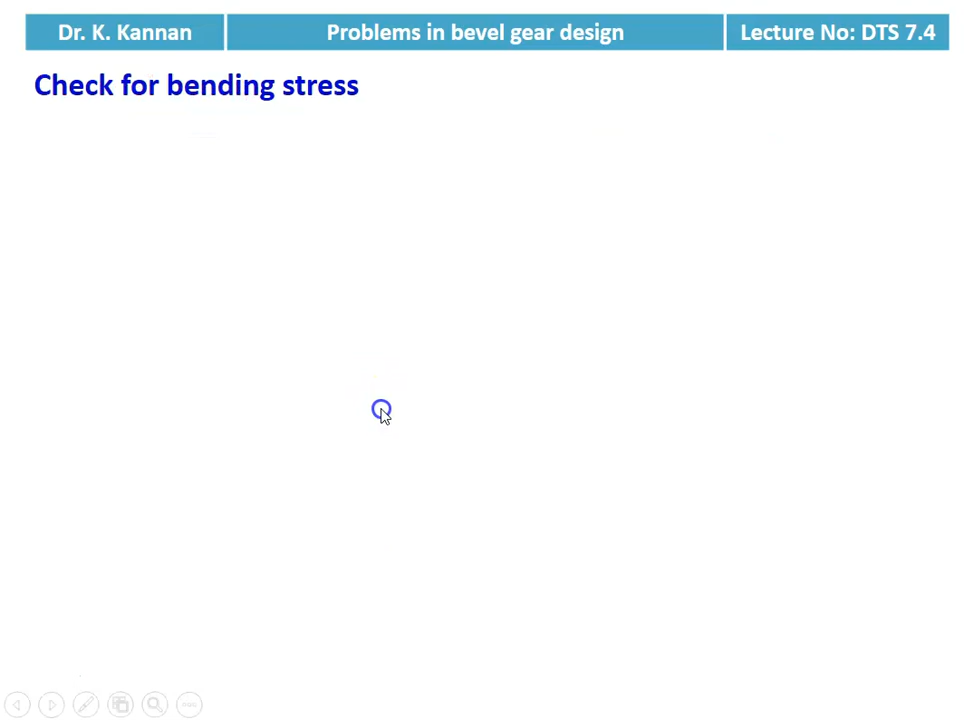 Dr. K. Kannan
Problems in bevel gear design
Lecture No: DTS 7.4
Check for bending stress